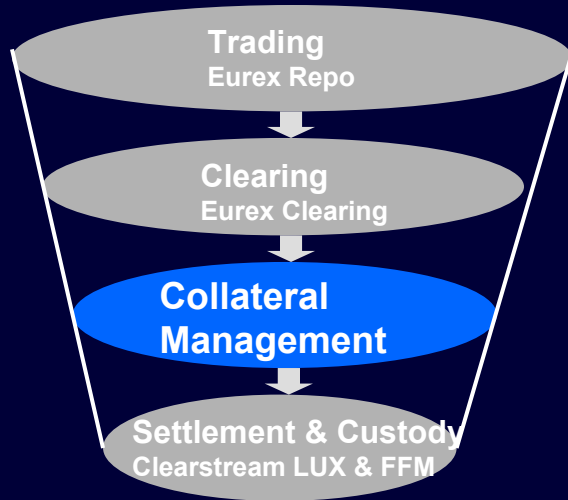 Trading
Eurex Repo
Clearing
Eurex Clearing
Collateral
Management
Settlement & Custody
Clearstream LUX & FFM